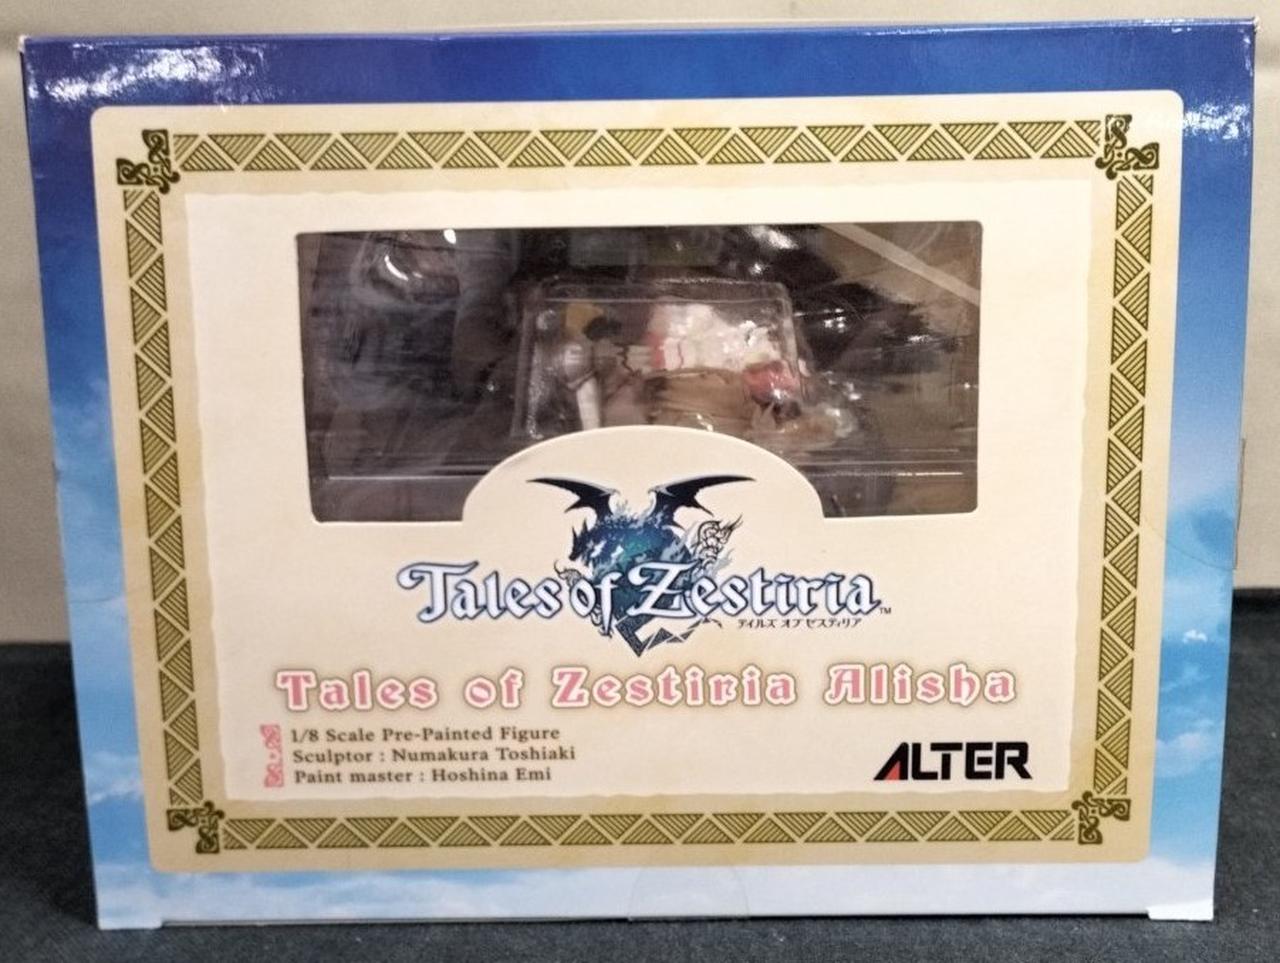 Tales of Zestiria™
テイルズ オブ ゼスティリア
Tales of Zestiria Alisha
1/8 Scale Pre-Painted Figure
Sculptor : Numakura Toshiaki
Paint master : Hoshina Emi
ALTER